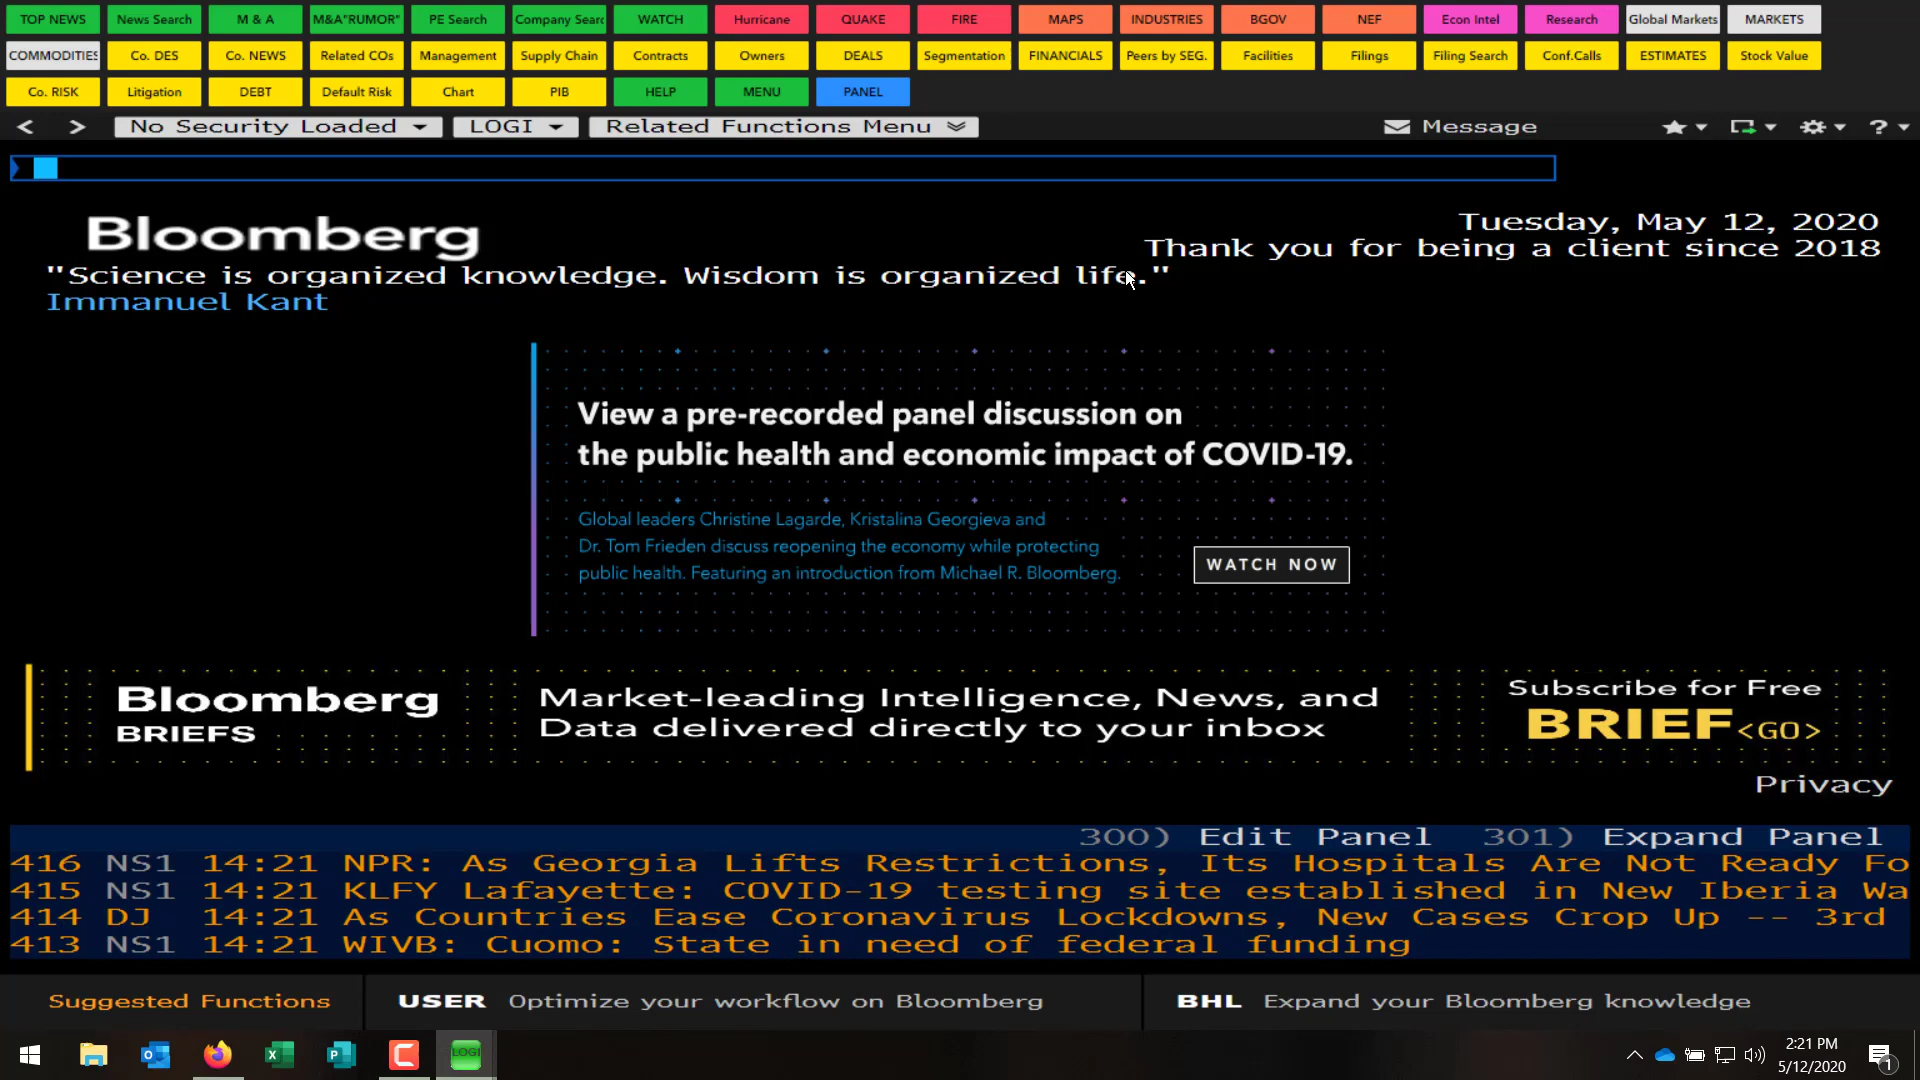 TOP NEWS News Search M & A M&A"RUMOR" PE Search Company Searc WATCH Hurricane QUAKE FIRE MAPS INDUSTRIES BGOV NEF Econ Intel Research Global Markets MARKETS
COMMODITIES Co. DES Co. NEWS Related COs Management Supply Chain Contracts Owners DEALS Segmentation FINANCIALS Peers by SEG. Facilities Filings Filing Search Conf.Calls ESTIMATES Stock Value
Co. RISK Litigation DEBT Default Risk Chart PIB HELP MENU PANEL
< > No Security Loaded LOGI Related Functions Menu Message ?
Bloomberg
Tuesday, May 12, 2020
Thank you for being a client since 2018
"Science is organized knowledge. Wisdom is organized life."
Immanuel Kant
View a pre-recorded panel discussion on
the public health and economic impact of COVID-19.
Global leaders Christine Lagarde, Kristalina Georgieva and
Dr. Tom Frieden discuss reopening the economy while protecting
public health. Featuring an introduction from Michael R. Bloomberg.
WATCH NOW
Bloomberg
BRIEFS
Market-leading Intelligence, News, and
Data delivered directly to your inbox
Subscribe for Free
BRIEF <GO>
Privacy
300) Edit Panel 301) Expand Panel
416 NS1 14:21 NPR: As Georgia Lifts Restrictions, Its Hospitals Are Not Ready Fo
415 NS1 14:21 KLFY Lafayette: COVID-19 testing site established in New Iberia Wa
414 DJ 14:21 As Countries Ease Coronavirus Lockdowns, New Cases Crop Up -- 3rd
413 NS1 14:21 WIVB: Cuomo: State in need of federal funding
Suggested Functions USER Optimize your workflow on Bloomberg BHL Expand your Bloomberg knowledge
LOGI
2:21 PM
5/12/2020
1